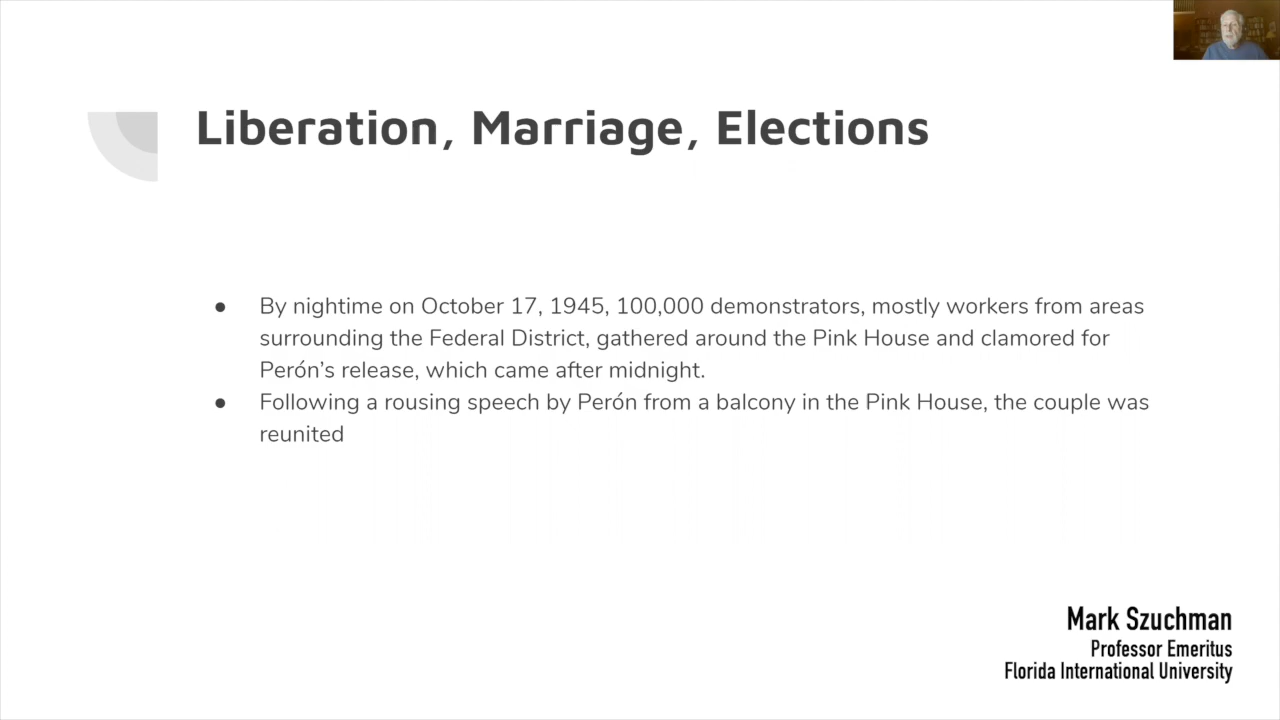 Liberation, Marriage, Elections
● By nightime on October 17, 1945, 100,000 demonstrators, mostly workers from areas
surrounding the Federal District, gathered around the Pink House and clamored for
Perón’s release, which came after midnight.
● Following a rousing speech by Perón from a balcony in the Pink House, the couple was
reunited
Mark Szuchman
Professor Emeritus
Florida International University